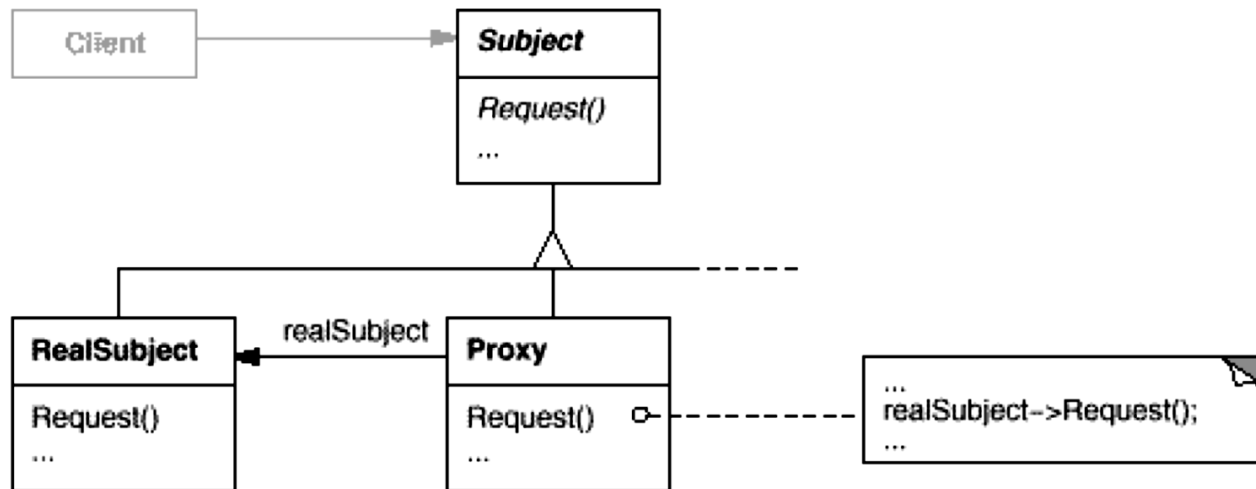 Client
Subject
Request()
...
realSubject
RealSubject
Request()
...
Proxy
Request()
...
...
realSubject->Request();
...